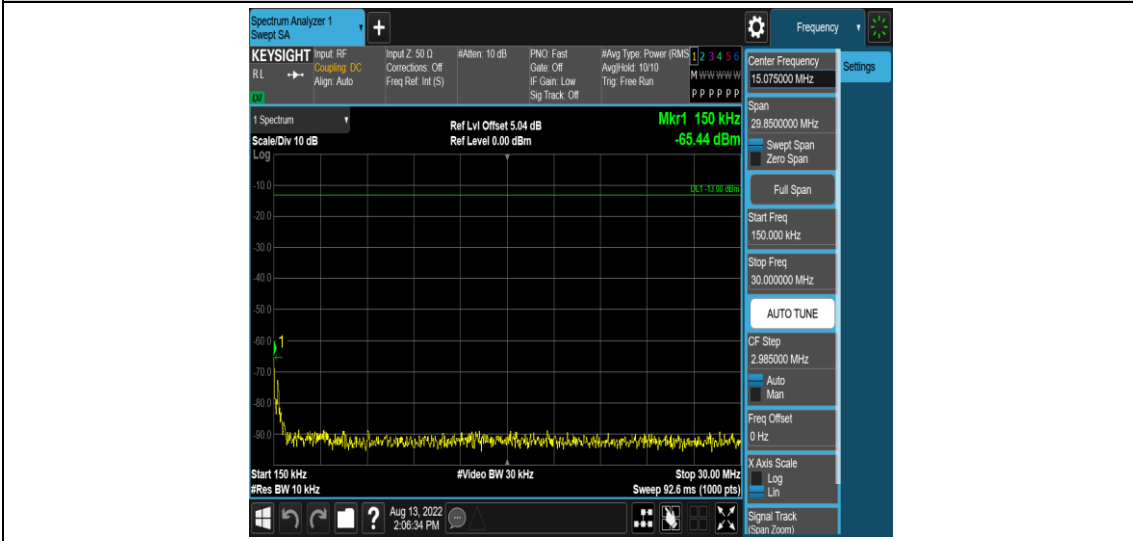 Spectrum Analyzer 1
Swept SA
+
Frequency
KEYSIGHT
RL
Input: RF
Coupling: DC
Align: Auto
Input Z: 50 Ω
Corrections: Off
Freq Ref: Int (S)
#Atten: 10 dB
PNO: Fast
Gate: Off
IF Gain: Low
Sig Track: Off
#Avg Type: Power (RMS
Avg|Hold: 10/10
Trig: Free Run
1 2 3 4 5 6
M W W W W W
P P P P P P
1 Spectrum
Scale/Div 10 dB
Log
Ref Lvl Offset 5.04 dB
Ref Level 0.00 dBm
Mkr1 150 kHz
-65.44 dBm
DL1 -13.00 dBm
-10.0
-20.0
-30.0
-40.0
-50.0
-60.0
1
-70.0
-80.0
-90.0
Start 150 kHz
#Res BW 10 kHz
#Video BW 30 kHz
Stop 30.00 MHz
Sweep 92.6 ms (1000 pts)
?
Aug 13, 2022
2:06:34 PM
Center Frequency
15.075000 MHz
Settings
Span
29.8500000 MHz
Swept Span
Zero Span
Full Span
Start Freq
150.000 kHz
Stop Freq
30.000000 MHz
AUTO TUNE
CF Step
2.985000 MHz
Auto
Man
Freq Offset
0 Hz
X Axis Scale
Log
Lin
Signal Track
(Span Zoom)